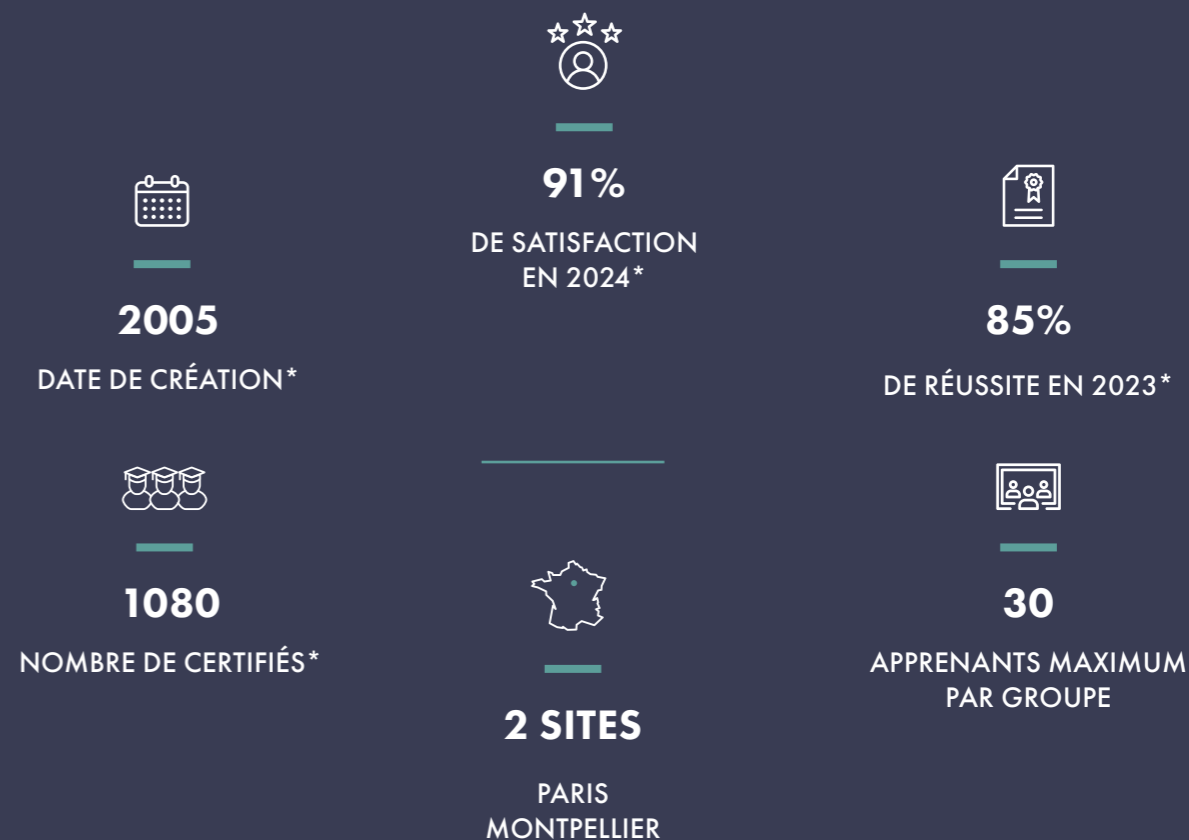 91%
DE SATISFACTION
EN 2024*
2005
DATE DE CRÉATION*
85%
DE RÉUSSITE EN 2023*
1080
NOMBRE DE CERTIFIÉS*
2 SITES
PARIS
MONTPELLIER
30
APPRENANTS MAXIMUM
PAR GROUPE